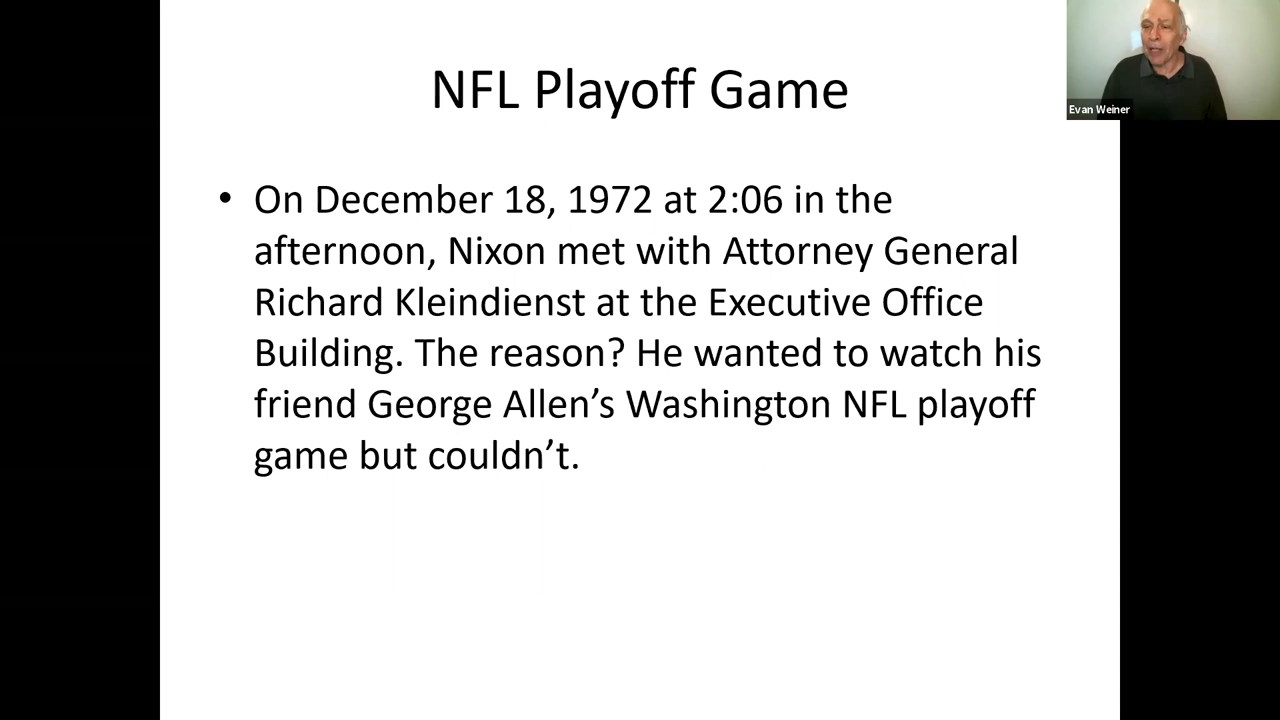 NFL Playoff Game
Evan Weiner
• On December 18, 1972 at 2:06 in the
afternoon, Nixon met with Attorney General
Richard Kleindienst at the Executive Office
Building. The reason? He wanted to watch his
friend George Allen’s Washington NFL playoff
game but couldn’t.